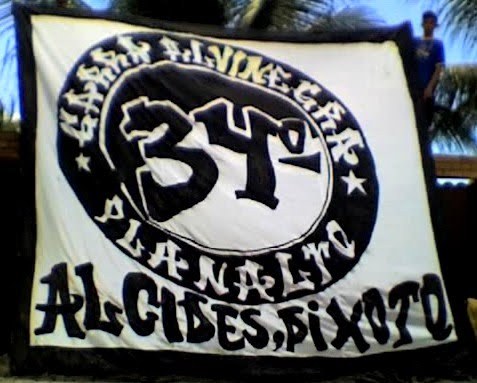 GARRA ALVINEGRA
34º
PLANALTO
ALCIDES, PiXOTO